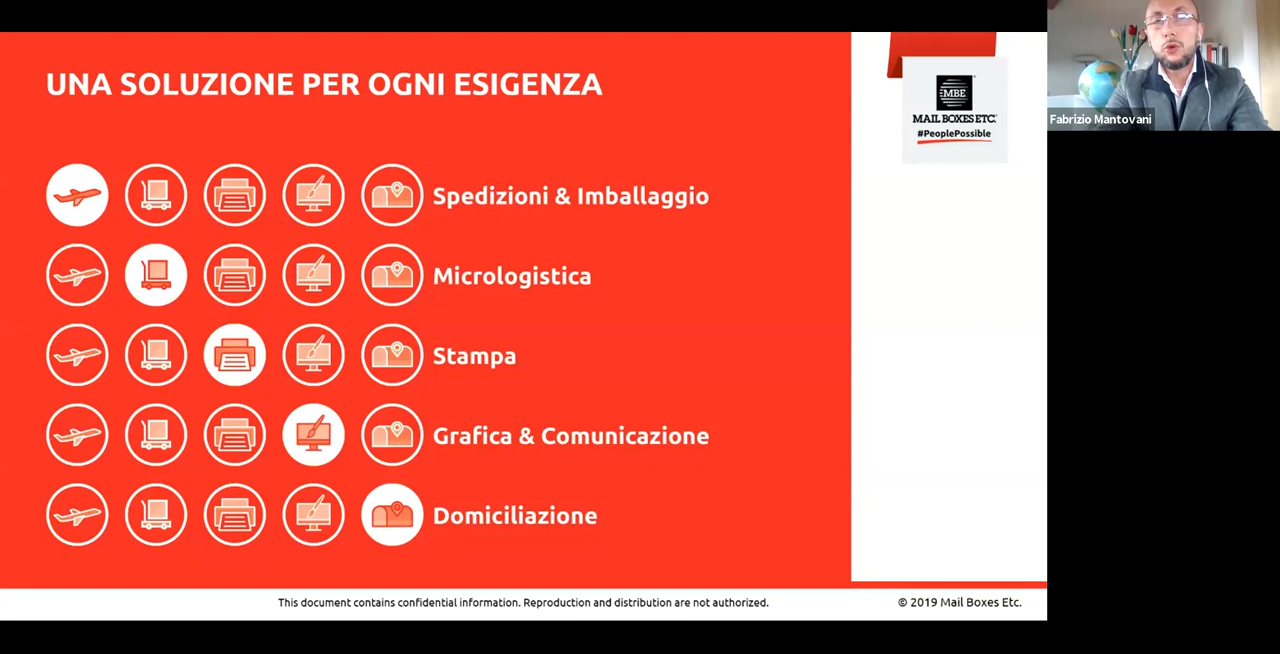 UNA SOLUZIONE PER OGNI ESIGENZA
MBE
MAIL BOXES ETC.
#PeoplePossible
Fabrizio Mantovani
Spedizioni & Imballaggio
Micrologistica
Stampa
Grafica & Comunicazione
Domiciliazione
This document contains confidential information. Reproduction and distribution are not authorized.
© 2019 Mail Boxes Etc.